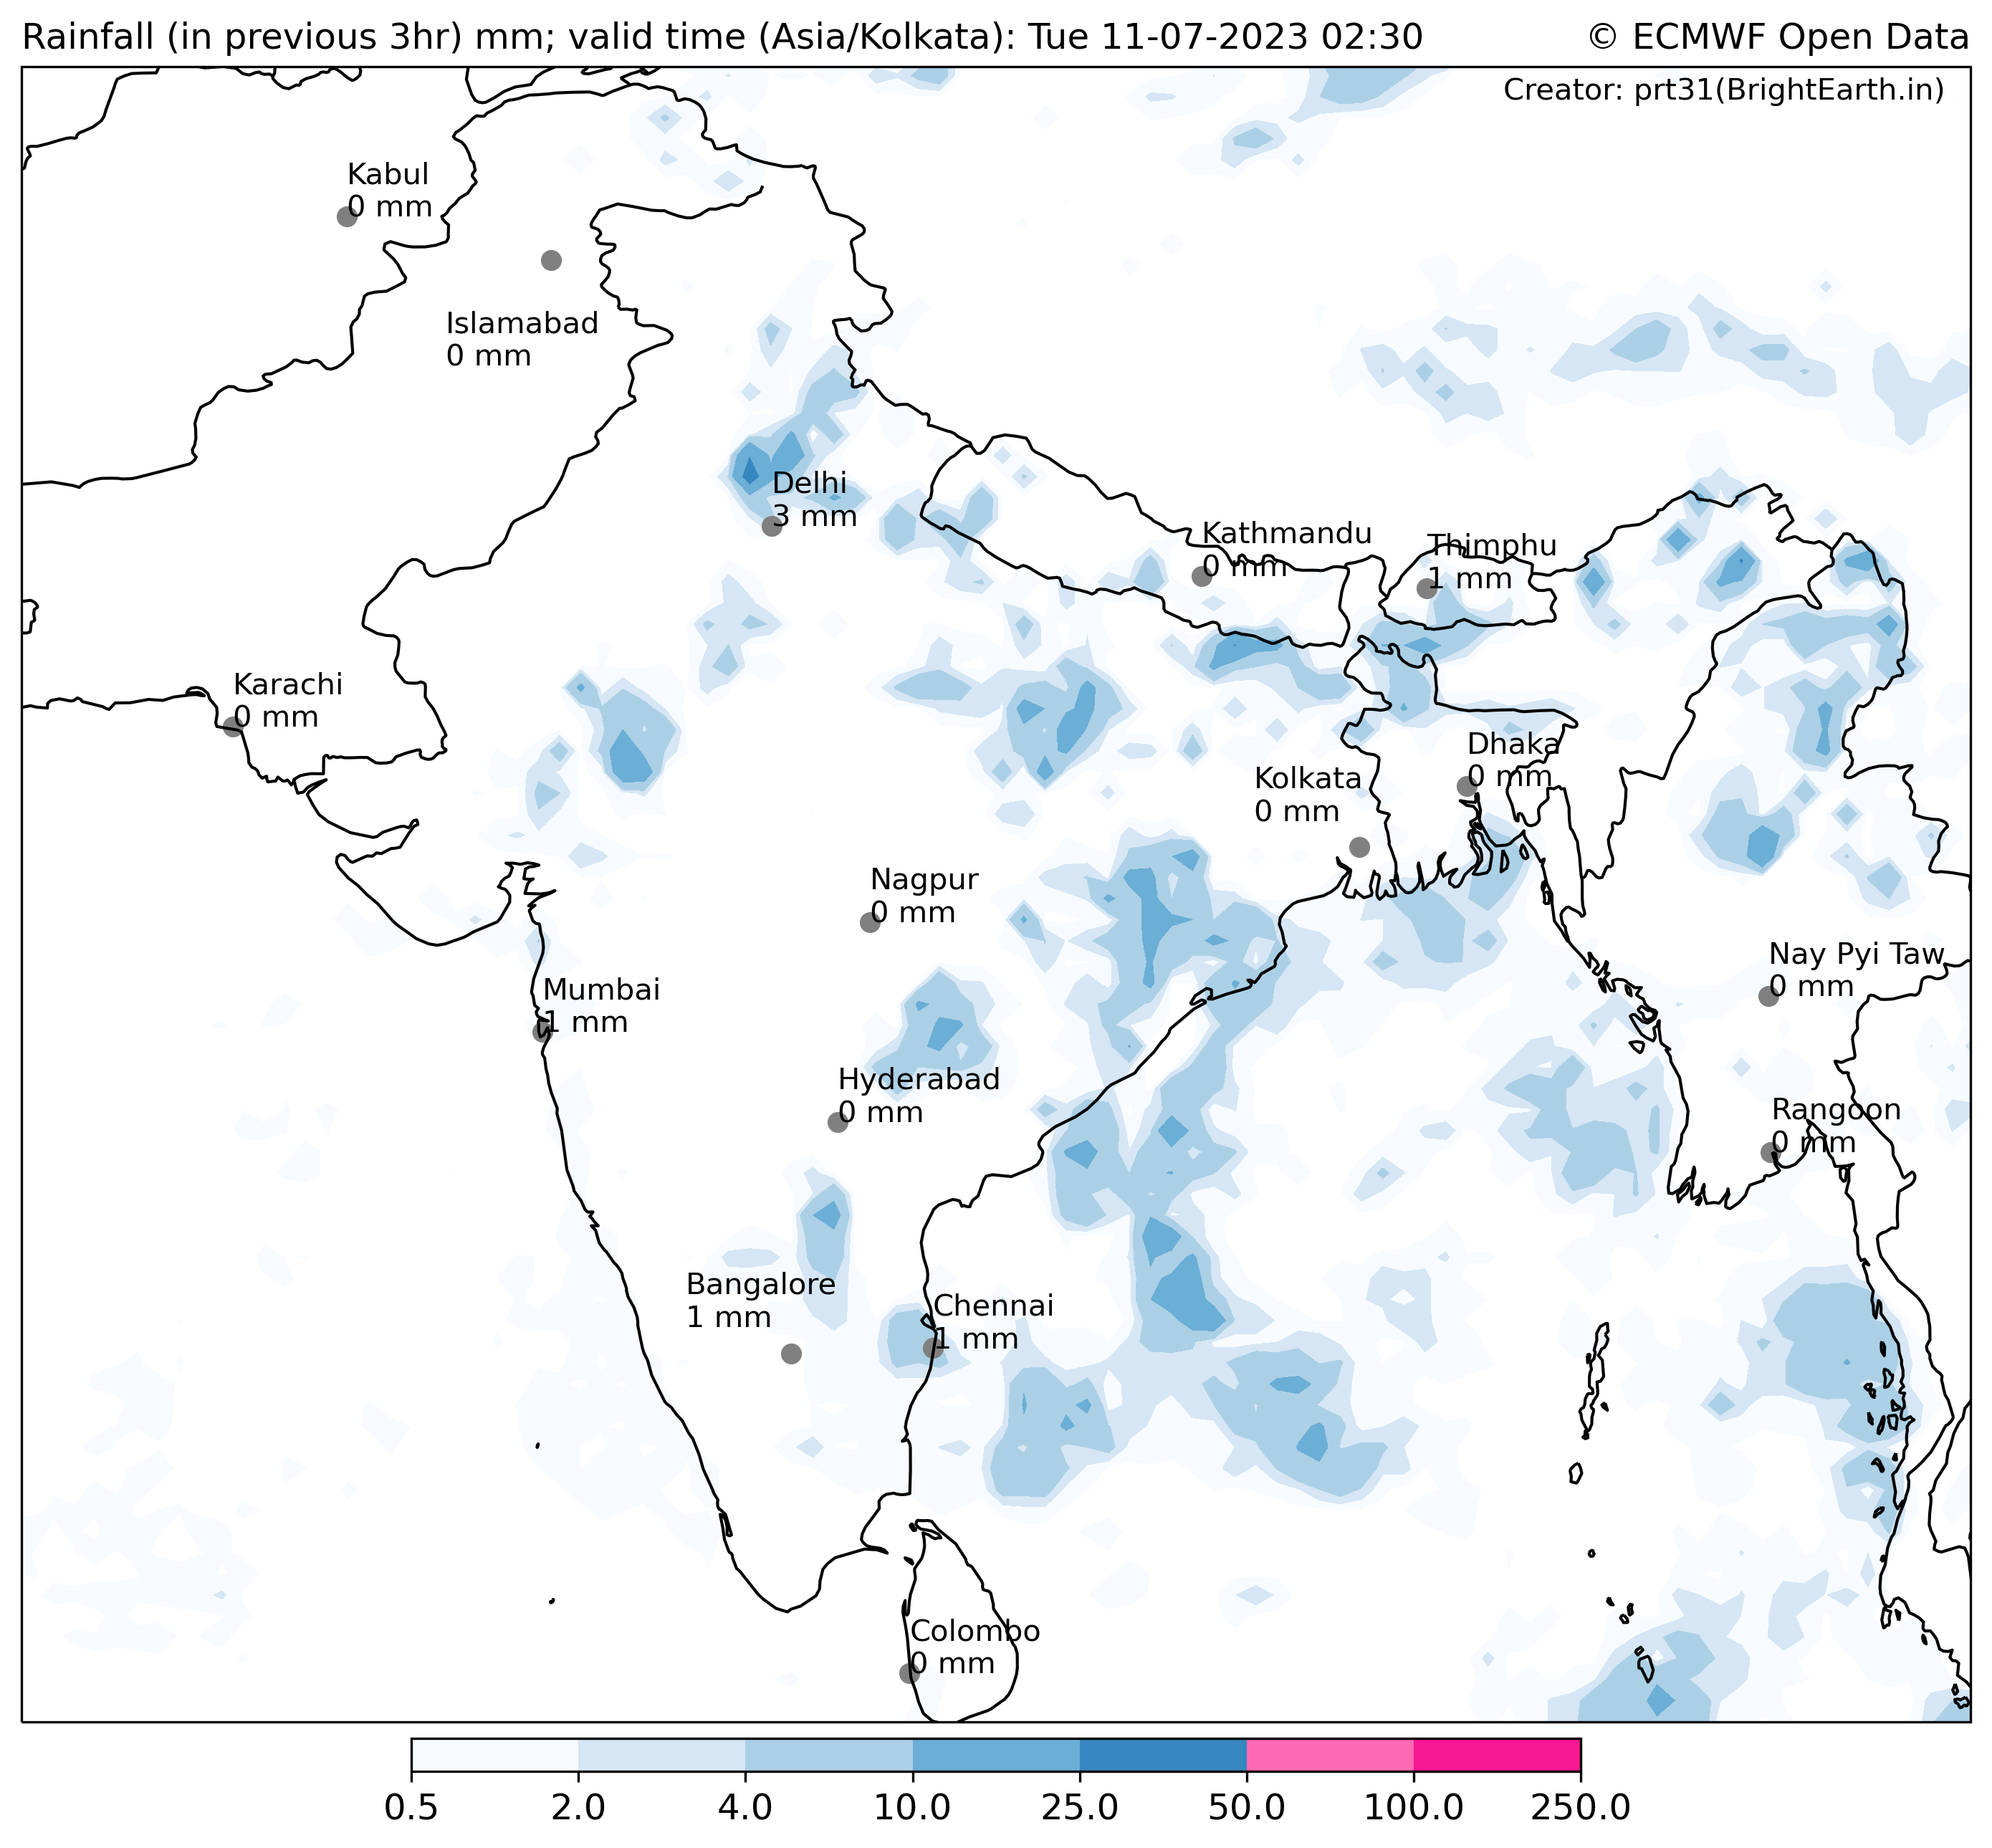 Rainfall (in previous 3hr) mm; valid time (Asia/Kolkata): Tue 11-07-2023 02:30
© ECMWF Open Data
Creator: prt31(BrightEarth.in)
Kabul
0 mm
Islamabad
0 mm
Delhi
3 mm
Kathmandu
0 mm
Thimphu
1 mm
Karachi
0 mm
Dhaka
0 mm
Kolkata
0 mm
Nagpur
0 mm
Nay Pyi Taw
0 mm
Mumbai
1 mm
Hyderabad
0 mm
Rangoon
0 mm
Bangalore
1 mm
Chennai
1 mm
Colombo
0 mm
0.5 2.0 4.0 10.0 25.0 50.0 100.0 250.0